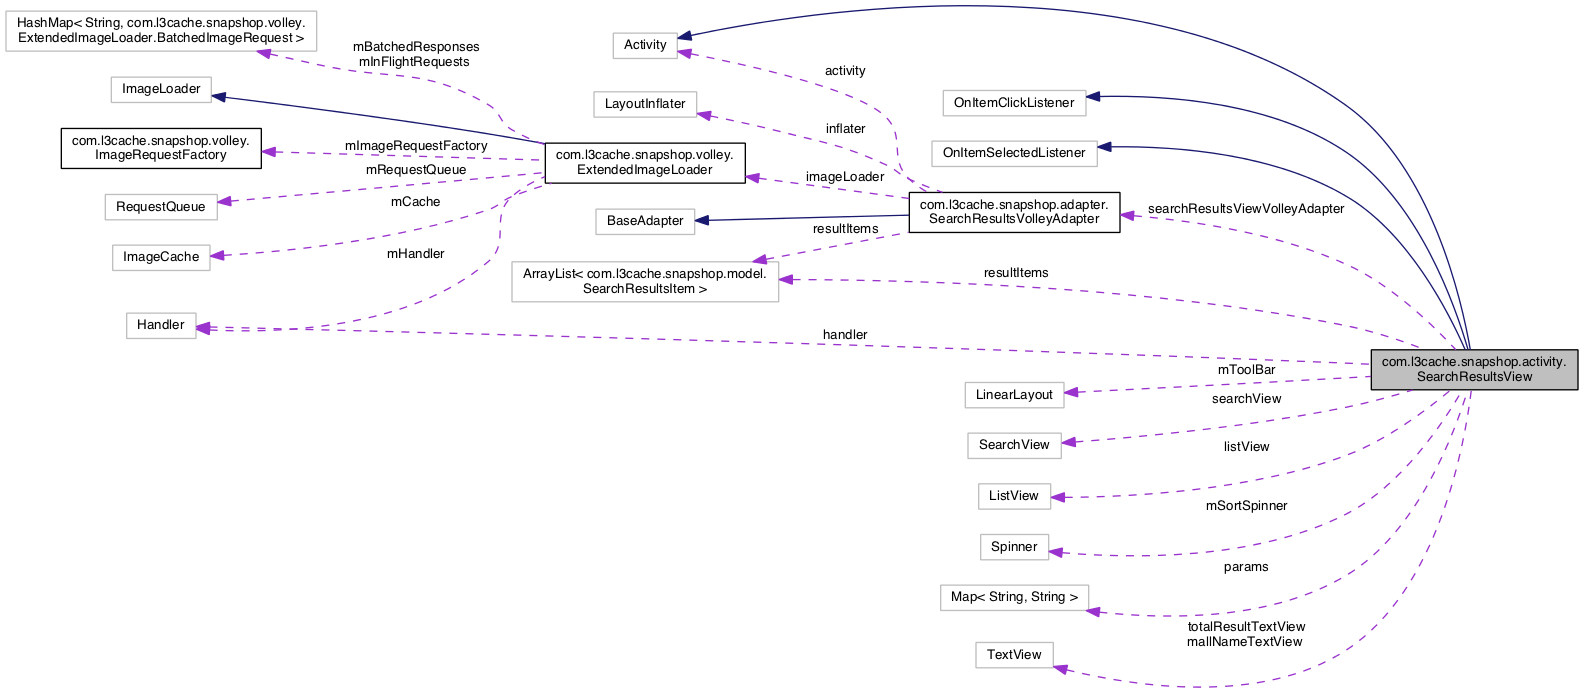 HashMap< String, com.l3cache.snapshop.volley.
ExtendedImageLoader.BatchedImageRequest >
mBatchedResponses
mInFlightRequests
ImageLoader
com.l3cache.snapshop.volley.
ImageRequestFactory
mImageRequestFactory
mRequestQueue
RequestQueue
mCache
ImageCache
mHandler
Handler
com.l3cache.snapshop.volley.
ExtendedImageLoader
Activity
activity
LayoutInflater
inflater
imageLoader
BaseAdapter
resultItems
ArrayList< com.l3cache.snapshop.model.
SearchResultsItem >
resultItems
handler
OnItemClickListener
OnItemSelectedListener
com.l3cache.snapshop.adapter.
SearchResultsVolleyAdapter
searchResultsViewVolleyAdapter
com.l3cache.snapshop.activity.
SearchResultsView
mToolBar
LinearLayout
searchView
SearchView
listView
ListView
mSortSpinner
Spinner
params
Map< String, String >
totalResultTextView
mallNameTextView
TextView